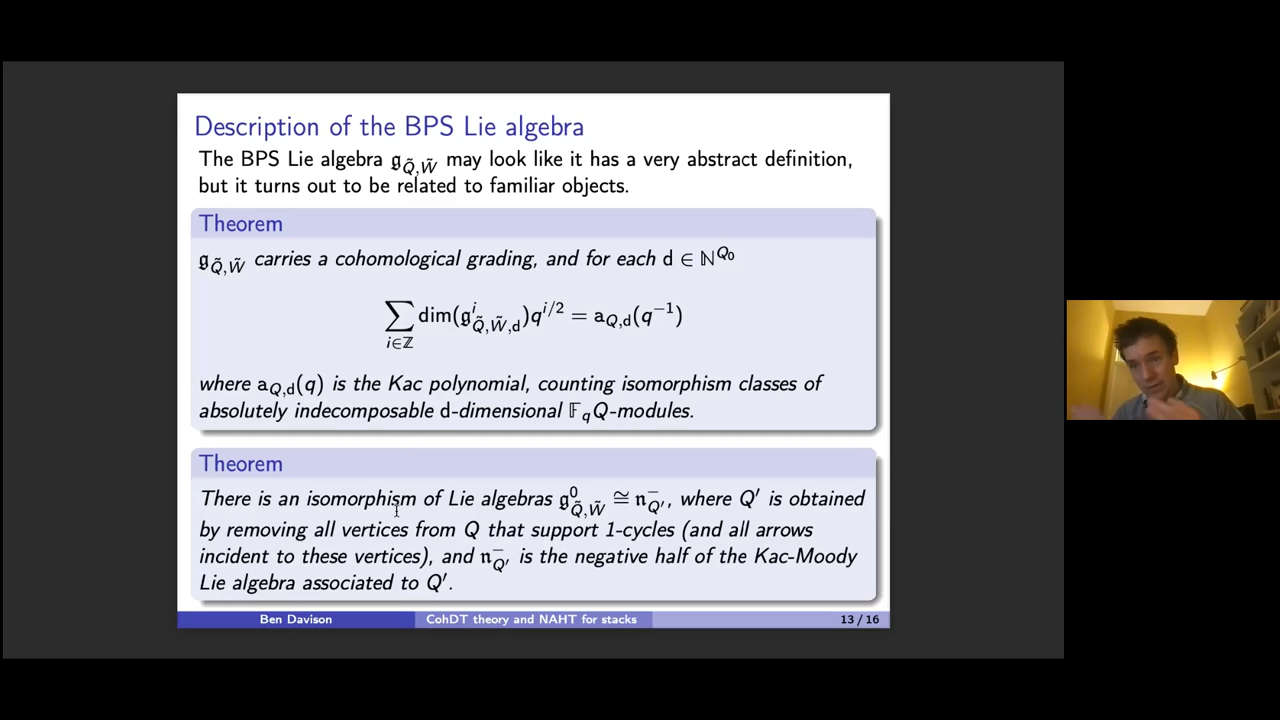 Description of the BPS Lie algebra
The BPS Lie algebra 𝔤_{Q̃,W̃} may look like it has a very abstract definition,
but it turns out to be related to familiar objects.
Theorem
𝔤_{Q̃,W̃} carries a cohomological grading, and for each d ∈ ℕ^{Q₀}
∑_{i∈ℤ} dim(𝔤^i_{Q̃,W̃,d})q^{i/2} = a_{Q,d}(q^{-1})
where a_{Q,d}(q) is the Kac polynomial, counting isomorphism classes of
absolutely indecomposable d-dimensional 𝔽_qQ-modules.
Theorem
There is an isomorphism of Lie algebras 𝔤^0_{Q̃,W̃} ≅ 𝔫^-_{Q′}, where Q′ is obtained
by removing all vertices from Q that support 1-cycles (and all arrows
incident to these vertices), and 𝔫^-_{Q′} is the negative half of the Kac-Moody
Lie algebra associated to Q′.
Ben Davison
CohDT theory and NAHT for stacks
13 / 16